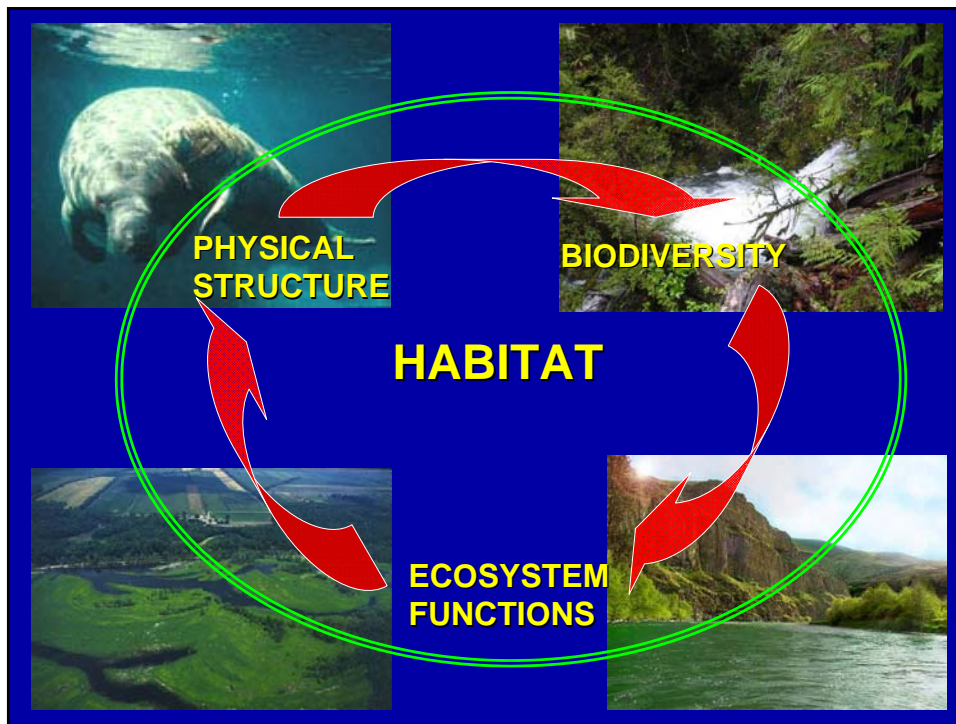 PHYSICAL
STRUCTURE
BIODIVERSITY
HABITAT
ECOSYSTEM
FUNCTIONS